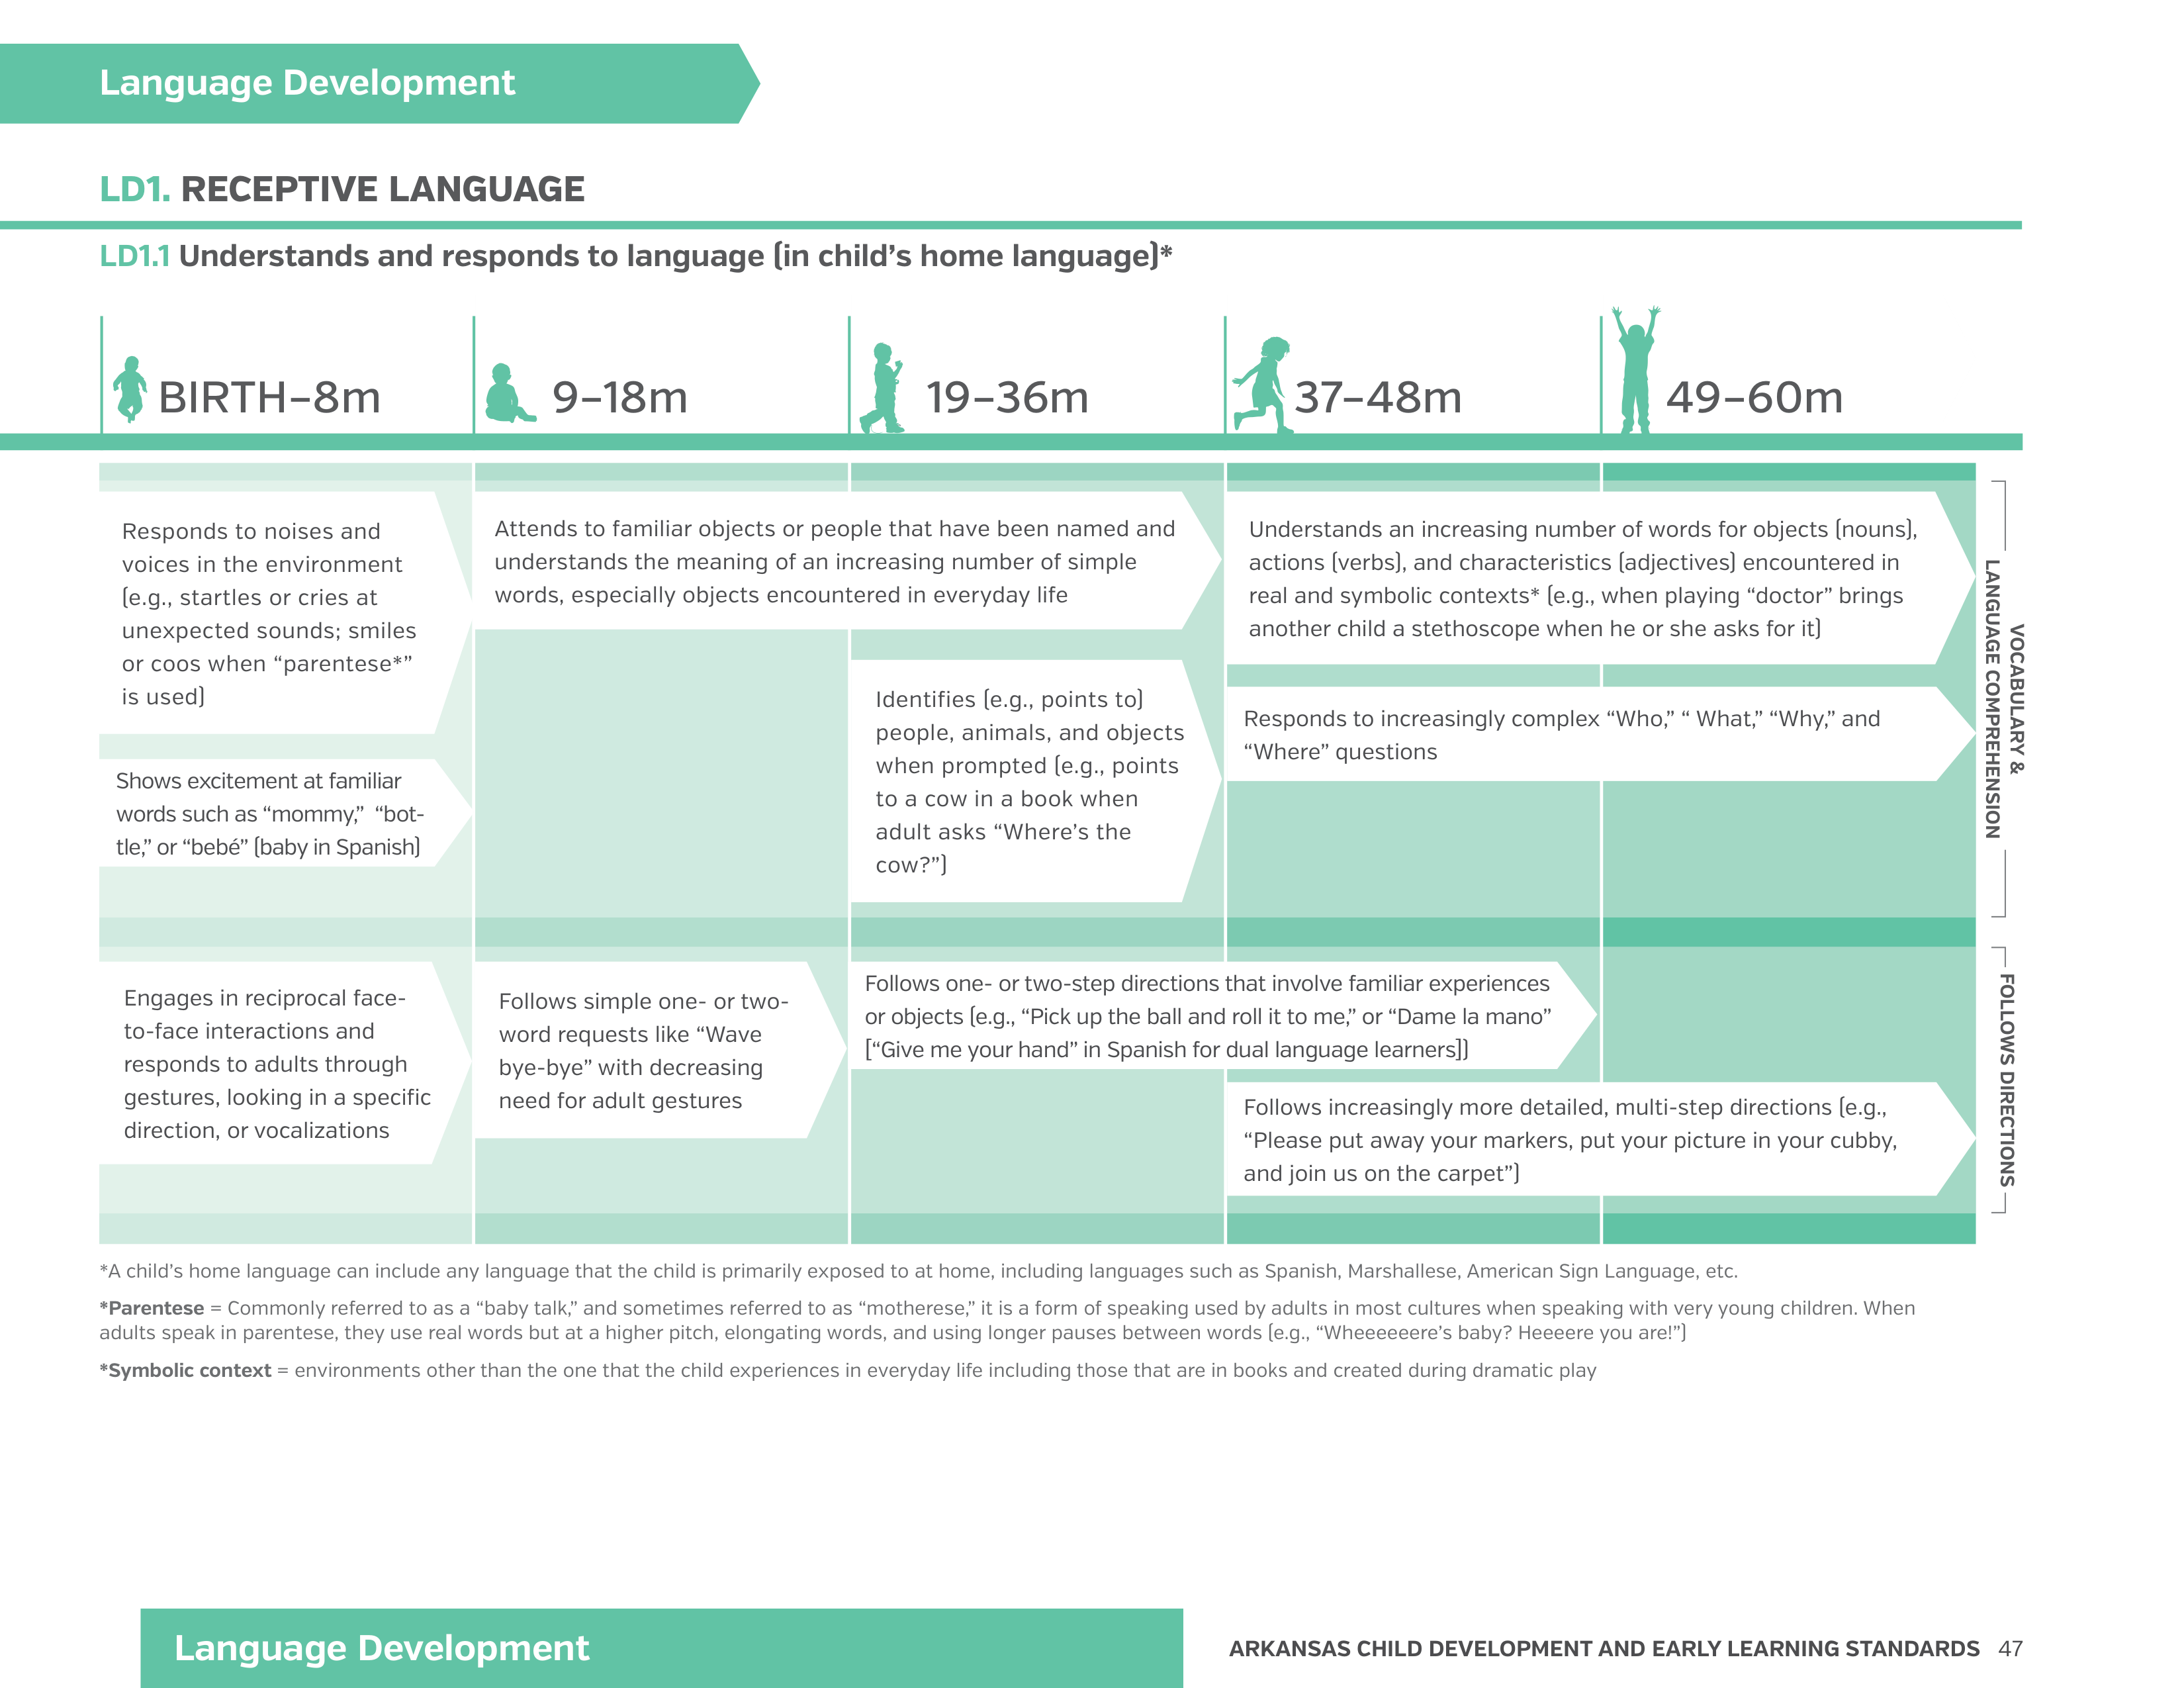 Language Development
LD1. RECEPTIVE LANGUAGE
LD1.1 Understands and responds to language (in child's home language)*
BIRTH–8m
9–18m
19–36m
37–48m
49–60m
Responds to noises and
voices in the environment
(e.g., startles or cries at
unexpected sounds; smiles
or coos when “parentese*”
is used)
Shows excitement at familiar
words such as “mommy,” “bot-
tle,” or “bebé” (baby in Spanish)
Attends to familiar objects or people that have been named and
understands the meaning of an increasing number of simple
words, especially objects encountered in everyday life
Identifies (e.g., points to)
people, animals, and objects
when prompted (e.g., points
to a cow in a book when
adult asks “Where’s the
cow?”)
Understands an increasing number of words for objects (nouns),
actions (verbs), and characteristics (adjectives) encountered in
real and symbolic contexts* (e.g., when playing “doctor” brings
another child a stethoscope when he or she asks for it)
Responds to increasingly complex “Who,” “ What,” “Why,” and
“Where” questions
VOCABULARY &
LANGUAGE COMPREHENSION
Engages in reciprocal face-
to-face interactions and
responds to adults through
gestures, looking in a specific
direction, or vocalizations
Follows simple one- or two-
word requests like “Wave
bye-bye” with decreasing
need for adult gestures
Follows one- or two-step directions that involve familiar experiences
or objects (e.g., “Pick up the ball and roll it to me,” or “Dame la mano”
[“Give me your hand” in Spanish for dual language learners])
Follows increasingly more detailed, multi-step directions (e.g.,
“Please put away your markers, put your picture in your cubby,
and join us on the carpet”)
FOLLOWS DIRECTIONS
*A child’s home language can include any language that the child is primarily exposed to at home, including languages such as Spanish, Marshallese, American Sign Language, etc.
*Parentese = Commonly referred to as a “baby talk,” and sometimes referred to as “motherese,” it is a form of speaking used by adults in most cultures when speaking with very young children. When
adults speak in parentese, they use real words but at a higher pitch, elongating words, and using longer pauses between words (e.g., “Wheeeeeere’s baby? Heeeere you are!”)
*Symbolic context = environments other than the one that the child experiences in everyday life including those that are in books and created during dramatic play
Language Development
ARKANSAS CHILD DEVELOPMENT AND EARLY LEARNING STANDARDS 47